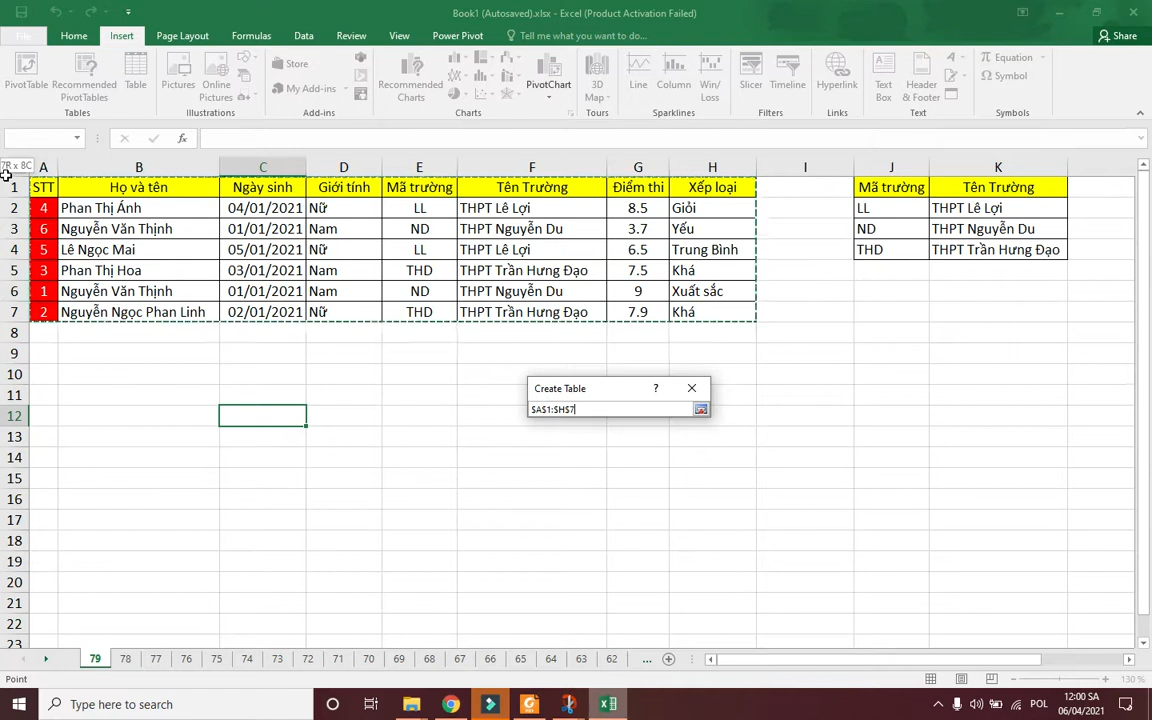 Book1 (Autosaved).xlsx - Excel (Product Activation Failed)
File Home Insert Page Layout Formulas Data Review View Power Pivot Tell me what you want to do... Share
PivotTable Recommended PivotTables Table
Pictures Online Pictures
Store
My Add-ins
Recommended Charts
PivotChart
3D Map
Line Column Win/Loss
Slicer Timeline
Hyperlink
Text Box Header & Footer
Equation
Symbol
Tables Illustrations Add-ins Charts Tours Sparklines Filters Links Text Symbols
fx
7R x 8C
A B C D E F G H I J K
1 STT Họ và tên Ngày sinh Giới tính Mã trường Tên Trường Điểm thi Xếp loại Mã trường Tên Trường
2 4 Phan Thị Ánh 04/01/2021 Nữ LL THPT Lê Lợi 8.5 Giỏi LL THPT Lê Lợi
3 6 Nguyễn Văn Thịnh 01/01/2021 Nam ND THPT Nguyễn Du 3.7 Yếu ND THPT Nguyễn Du
4 5 Lê Ngọc Mai 05/01/2021 Nữ LL THPT Lê Lợi 6.5 Trung Bình THD THPT Trần Hưng Đạo
5 3 Phan Thị Hoa 03/01/2021 Nam THD THPT Trần Hưng Đạo 7.5 Khá
6 1 Nguyễn Văn Thịnh 01/01/2021 Nam ND THPT Nguyễn Du 9 Xuất sắc
7 2 Nguyễn Ngọc Phan Linh 02/01/2021 Nữ THD THPT Trần Hưng Đạo 7.9 Khá
8
9
10
11
12
13
14
15
16
17
18
19
20
21
22
23
Create Table ?
$A$1:$H$7
79 78 77 76 75 74 73 72 71 70 69 68 67 66 65 64 63 62 ...
Point 130 %
Type here to search
POL
12:00 SA
06/04/2021